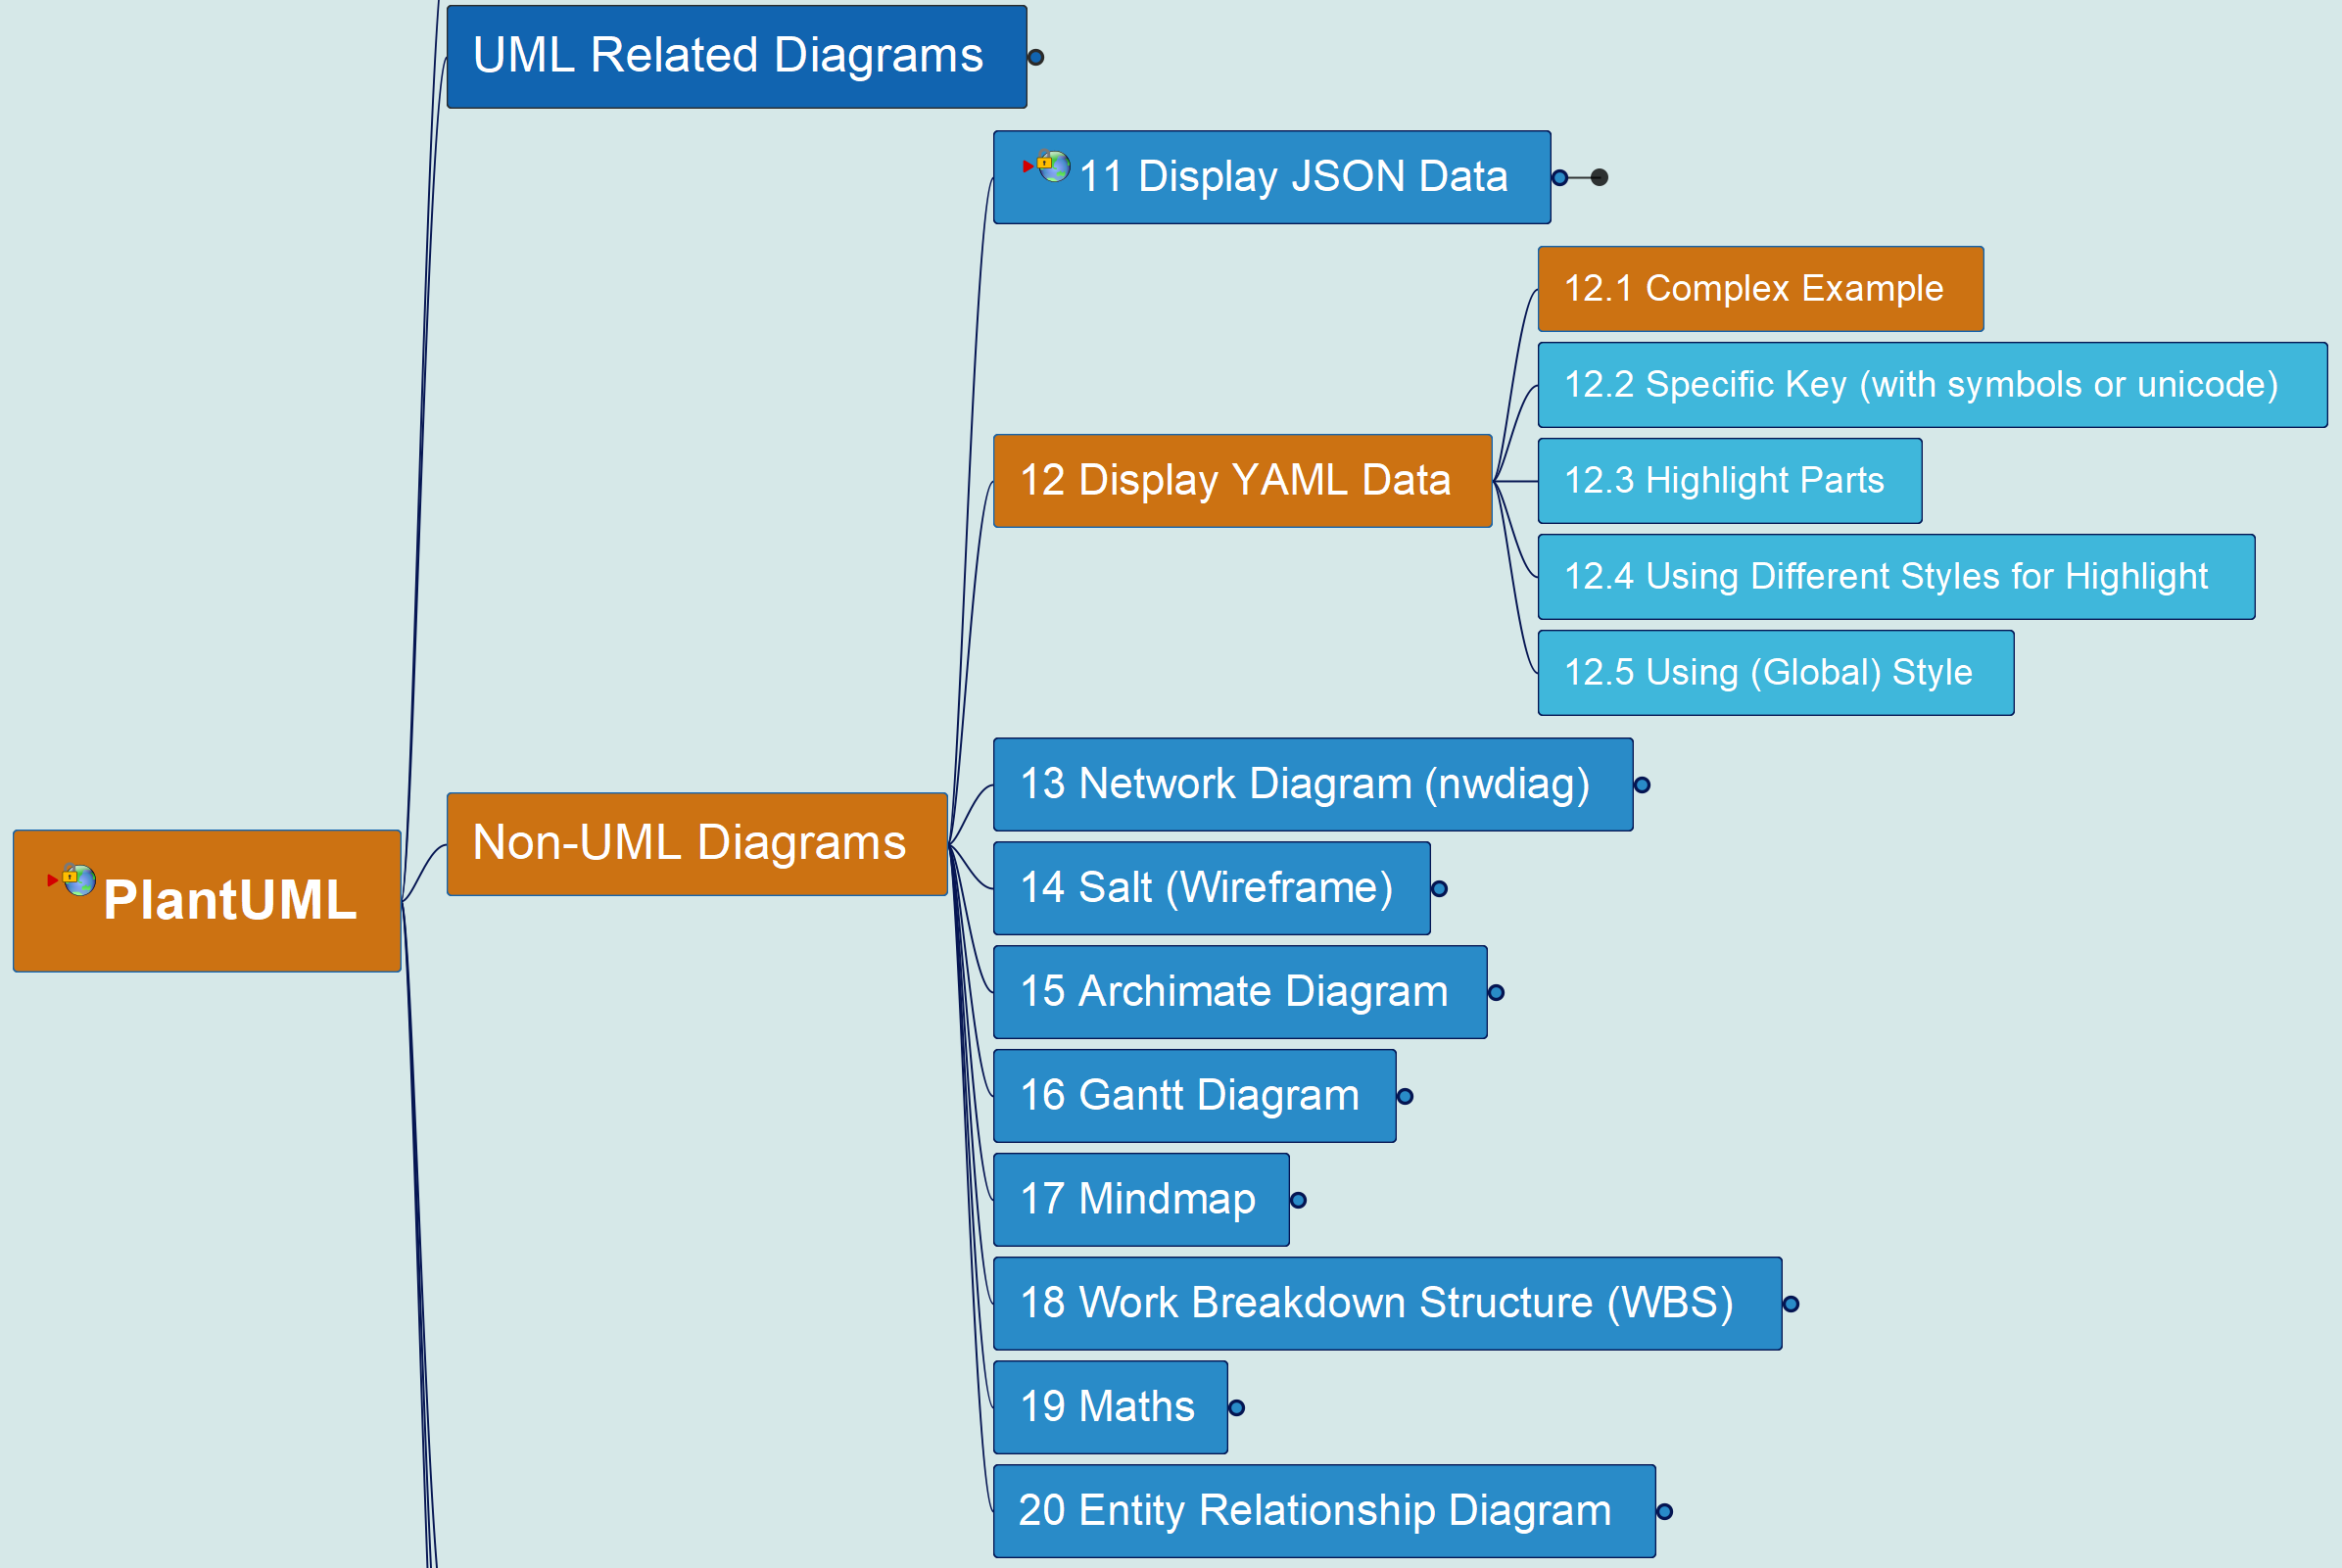 UML Related Diagrams
11 Display JSON Data
12.1 Complex Example
12.2 Specific Key (with symbols or unicode)
12 Display YAML Data
12.3 Highlight Parts
12.4 Using Different Styles for Highlight
12.5 Using (Global) Style
13 Network Diagram (nwdiag)
Non-UML Diagrams
14 Salt (Wireframe)
PlantUML
15 Archimate Diagram
16 Gantt Diagram
17 Mindmap
18 Work Breakdown Structure (WBS)
19 Maths
20 Entity Relationship Diagram